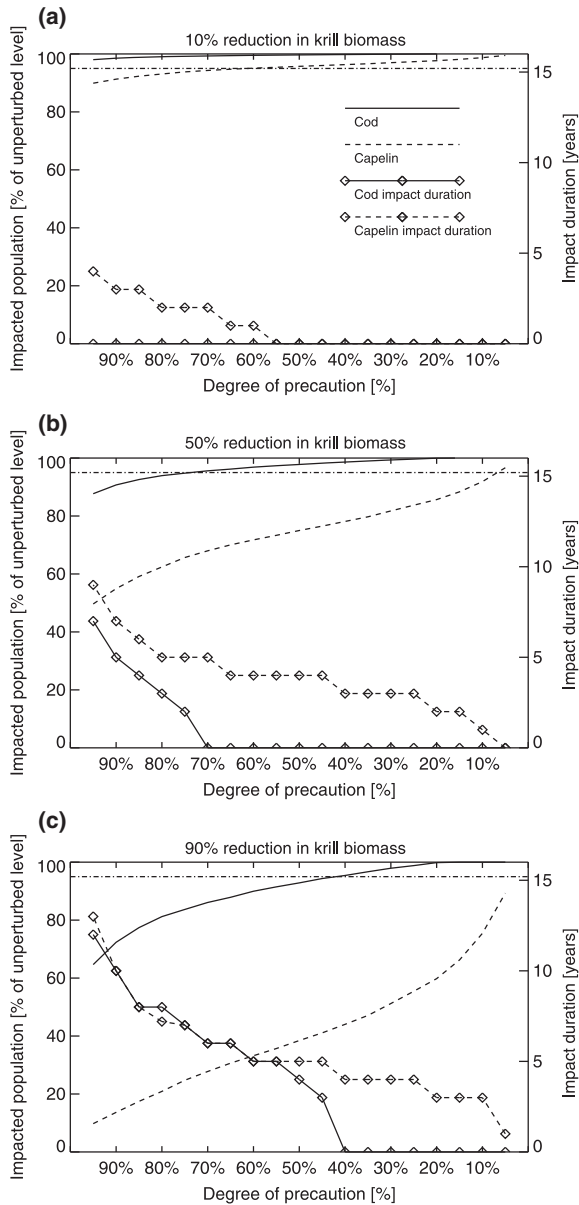 (a)
10% reduction in krill biomass
Impacted population [% of unperturbed level]
100
80
60
40
20
0
15
10
5
0
Impact duration [years]
Cod
Capelin
Cod impact duration
Capelin impact duration
90% 80% 70% 60% 50% 40% 30% 20% 10%
Degree of precaution [%]
(b)
50% reduction in krill biomass
Impacted population [% of unperturbed level]
100
80
60
40
20
0
15
10
5
0
Impact duration [years]
90% 80% 70% 60% 50% 40% 30% 20% 10%
Degree of precaution [%]
(c)
90% reduction in krill biomass
Impacted population [% of unperturbed level]
100
80
60
40
20
0
15
10
5
0
Impact duration [years]
90% 80% 70% 60% 50% 40% 30% 20% 10%
Degree of precaution [%]